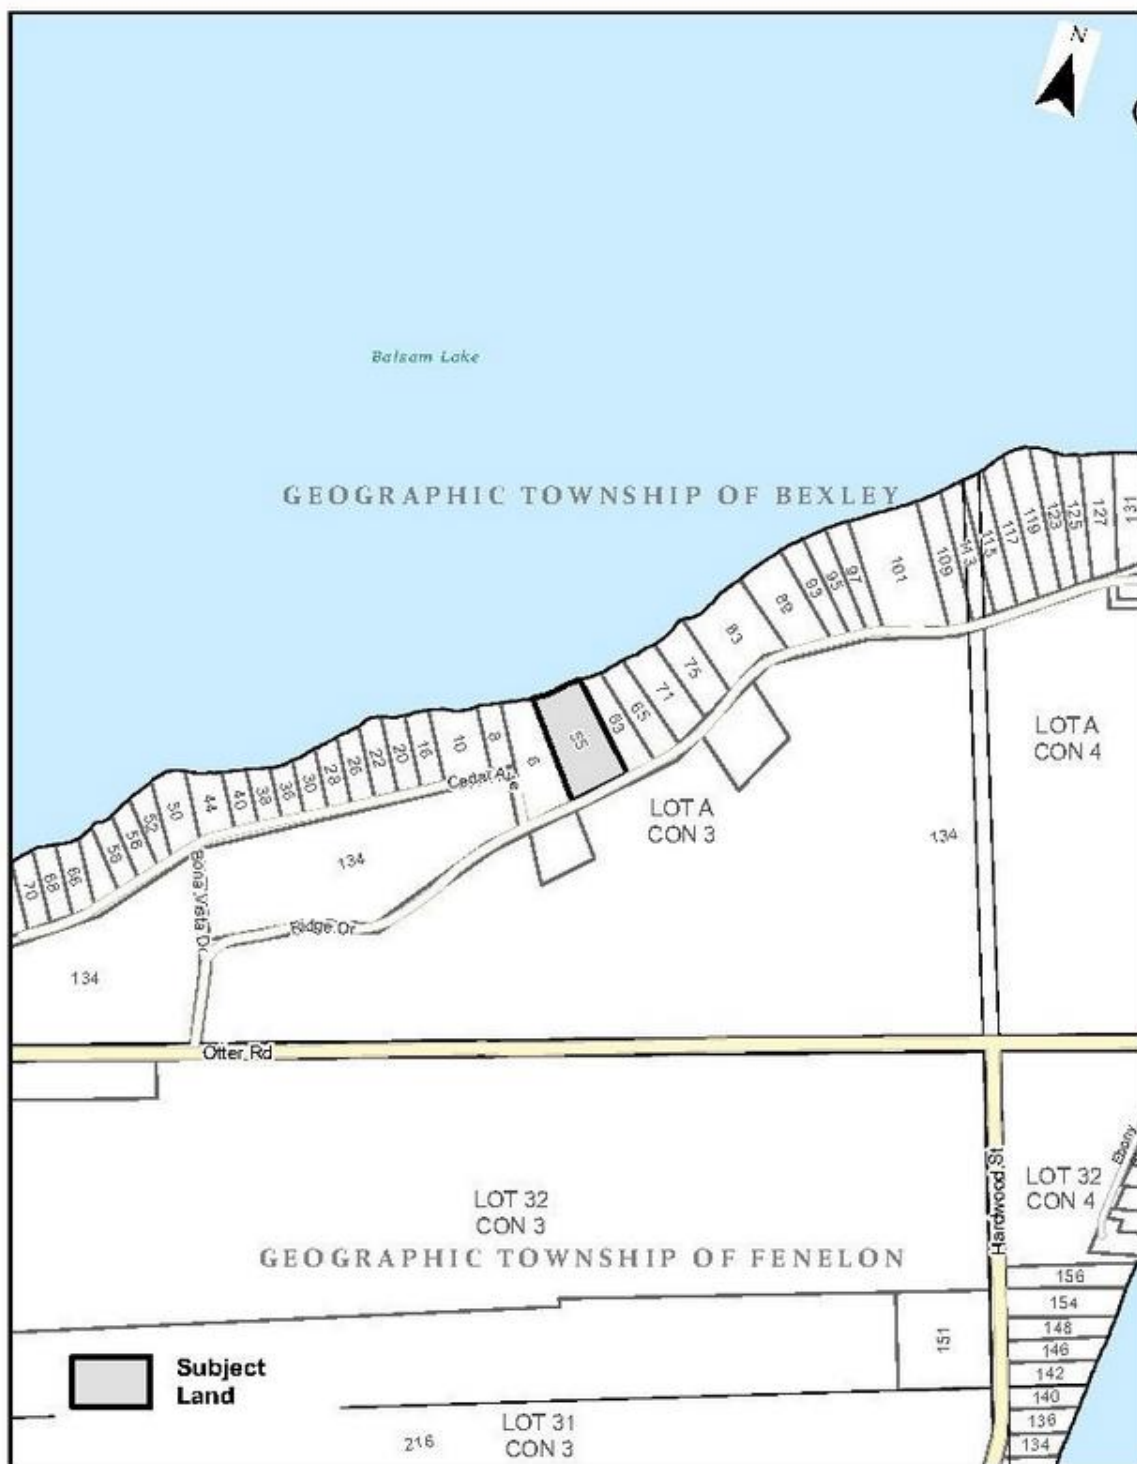 N
Balsam Lake
GEOGRAPHIC TOWNSHIP OF BEXLEY
131
127
125
123
119
117
115
113
109
101
97
95
93
89
83
75
71
65
63
55
6
8
10
16
20
22
26
28
30
36
38
40
44
50
52
56
58
66
68
70
Cedar Ave
LOT A
CON 4
LOT A
CON 3
134
134
Bona Vista Dr
Ridge Dr
134
Otter Rd
Hardwood St
Ebony
LOT 32
CON 4
LOT 32
CON 3
GEOGRAPHIC TOWNSHIP OF FENELON
156
154
148
146
142
140
136
134
151
Subject
Land
LOT 31
CON 3
216